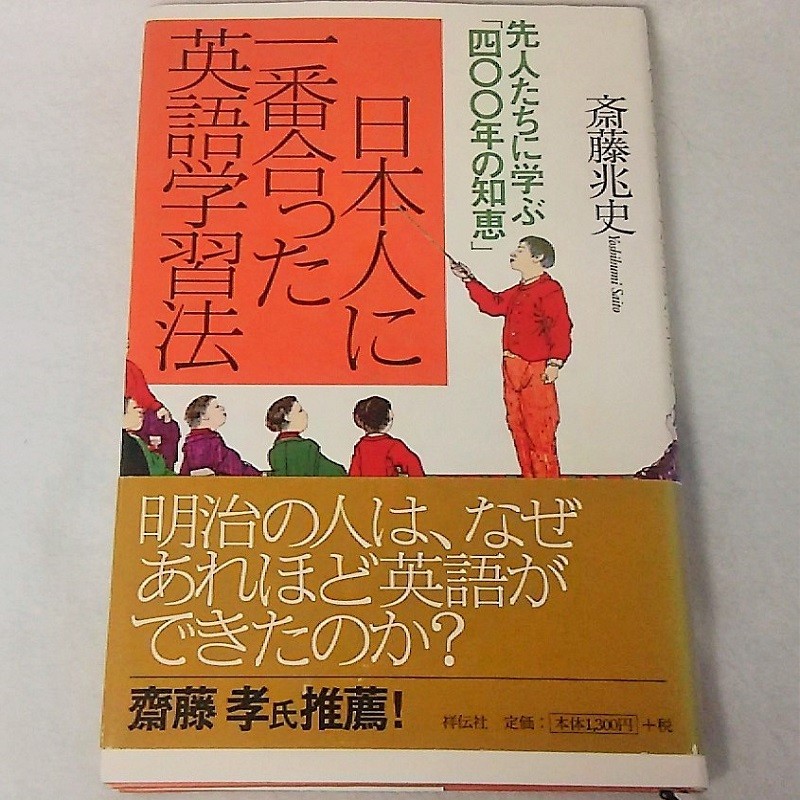 斎藤兆史
Yoshifumi Saito
先人たちに学ぶ
「四〇〇年の知恵」
日本人に
一番合った
英語学習法
明治の人は、なぜ
あれほど英語が
できたのか?
齋藤 孝氏推薦!
祥伝社 定価:本体1,300円+税